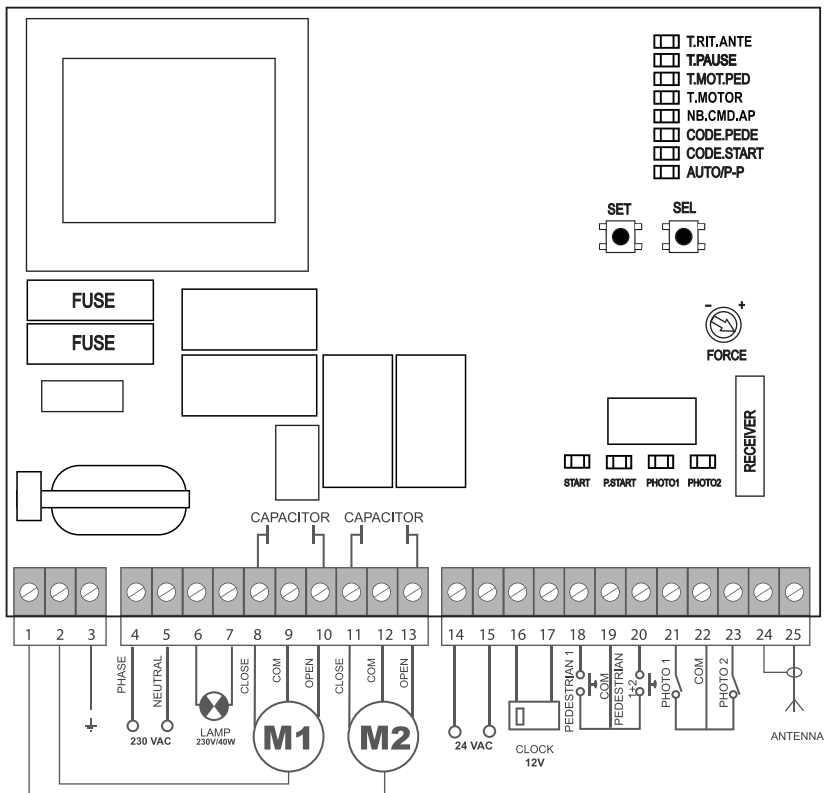 T.RIT.ANTE
T.PAUSE
T.MOT.PED
T.MOTOR
NB.CMD.AP
CODE.PEDE
CODE.START
AUTO/P-P
SET SEL
FUSE
FUSE
- +
FORCE
RECEIVER
START P.START PHOTO1 PHOTO2
CAPACITOR CAPACITOR
1 2 3 4 5 6 7 8 9 10 11 12 13 14 15 16 17 18 19 20 21 22 23 24 25
PHASE
NEUTRAL
230 VAC
LAMP
230V/40W
CLOSE
COM
OPEN
M1
CLOSE
COM
OPEN
M2
24 VAC
CLOCK
12V
PEDESTRIAN 1
COM
PEDESTRIAN
1+2
PHOTO 1
COM
PHOTO 2
ANTENNA